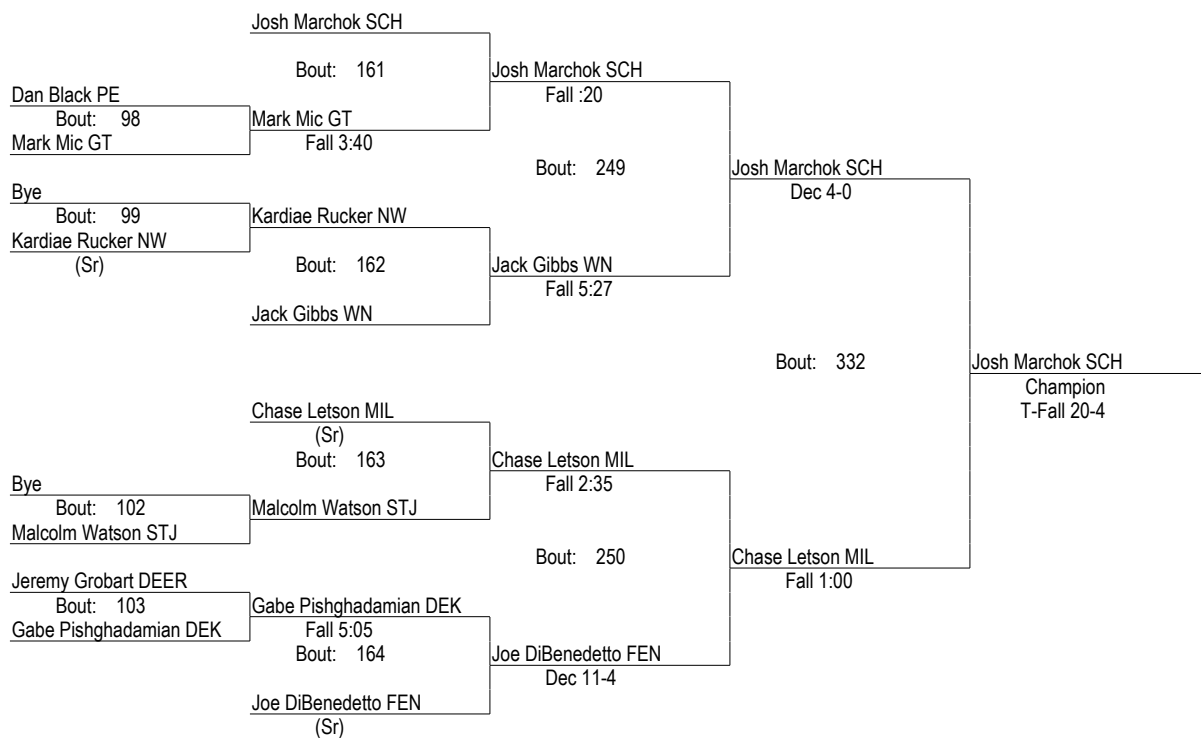 Josh Marchok SCH
Bout: 161
Josh Marchok SCH
Fall :20
Dan Black PE
Bout: 98
Mark Mic GT
Mark Mic GT
Fall 3:40
Bout: 249
Josh Marchok SCH
Dec 4-0
Bye
Bout: 99
Kardiae Rucker NW
(Sr)
Kardiae Rucker NW
Bout: 162
Jack Gibbs WN
Fall 5:27
Jack Gibbs WN
Bout: 332
Josh Marchok SCH
Champion
T-Fall 20-4
Chase Letson MIL
(Sr)
Bout: 163
Chase Letson MIL
Fall 2:35
Bye
Bout: 102
Malcolm Watson STJ
Malcolm Watson STJ
Bout: 250
Chase Letson MIL
Fall 1:00
Jeremy Grobart DEER
Bout: 103
Gabe Pishghadamian DEK
Gabe Pishghadamian DEK
Fall 5:05
Bout: 164
Joe DiBenedetto FEN
Dec 11-4
Joe DiBenedetto FEN
(Sr)